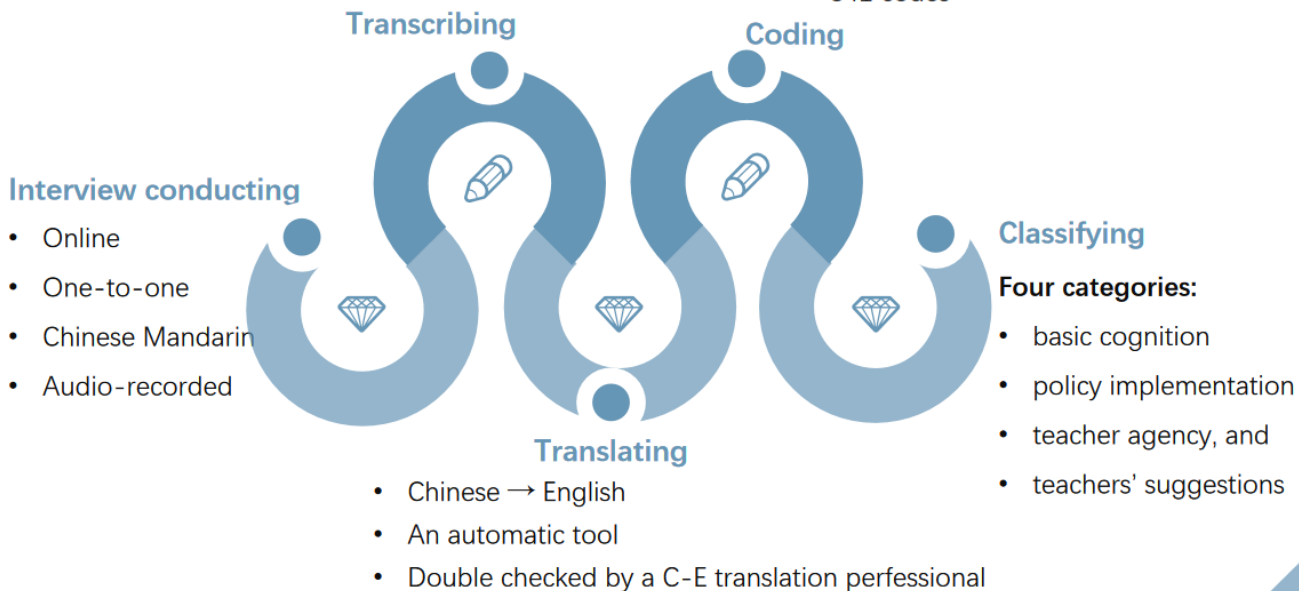 Transcribing
Coding
Interview conducting
• Online
• One-to-one
• Chinese Mandarin
• Audio-recorded
Classifying
Four categories:
• basic cognition
• policy implementation
• teacher agency, and
• teachers' suggestions
Translating
• Chinese → English
• An automatic tool
• Double checked by a C-E translation perfessional